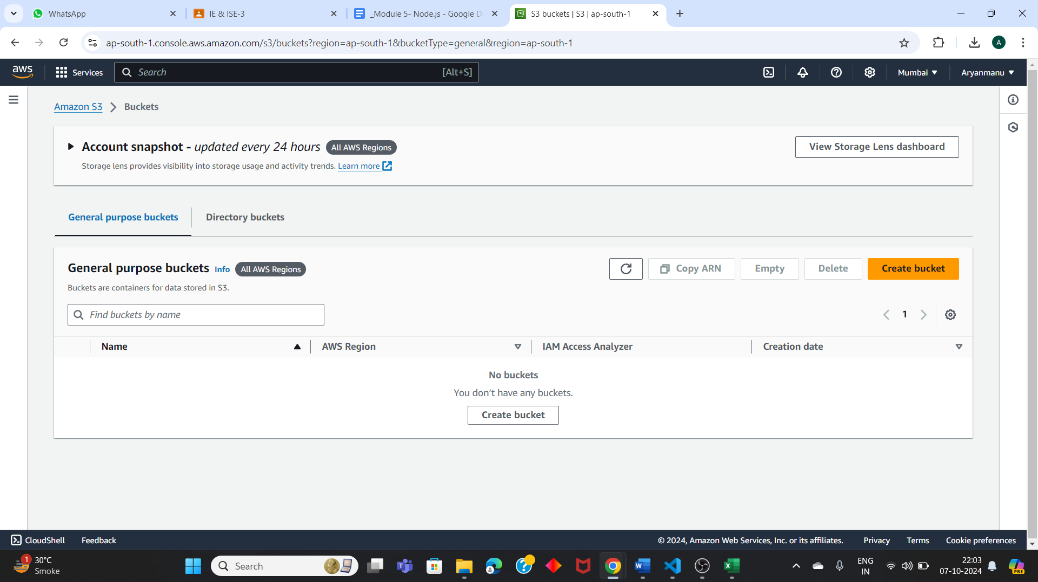 WhatsApp
IE & ISE-3
_Module 5- Node.js - Google D
S3 buckets | S3 | ap-south-1
ap-south-1.console.aws.amazon.com/s3/buckets?region=ap-south-1&bucketType=general&region=ap-south-1
A
aws
Services
Search
[Alt+S]
Mumbai
Aryanmanu
Amazon S3
Buckets
Account snapshot - updated every 24 hours
All AWS Regions
View Storage Lens dashboard
Storage lens provides visibility into storage usage and activity trends. Learn more
General purpose buckets
Directory buckets
General purpose buckets
Info
All AWS Regions
Copy ARN
Empty
Delete
Create bucket
Buckets are containers for data stored in S3.
Find buckets by name
1
Name
AWS Region
IAM Access Analyzer
Creation date
No buckets
You don't have any buckets.
Create bucket
CloudShell
Feedback
© 2024, Amazon Web Services, Inc. or its affiliates.
Privacy
Terms
Cookie preferences
1
30°C
Smoke
Search
ENG
IN
22:03
07-10-2024